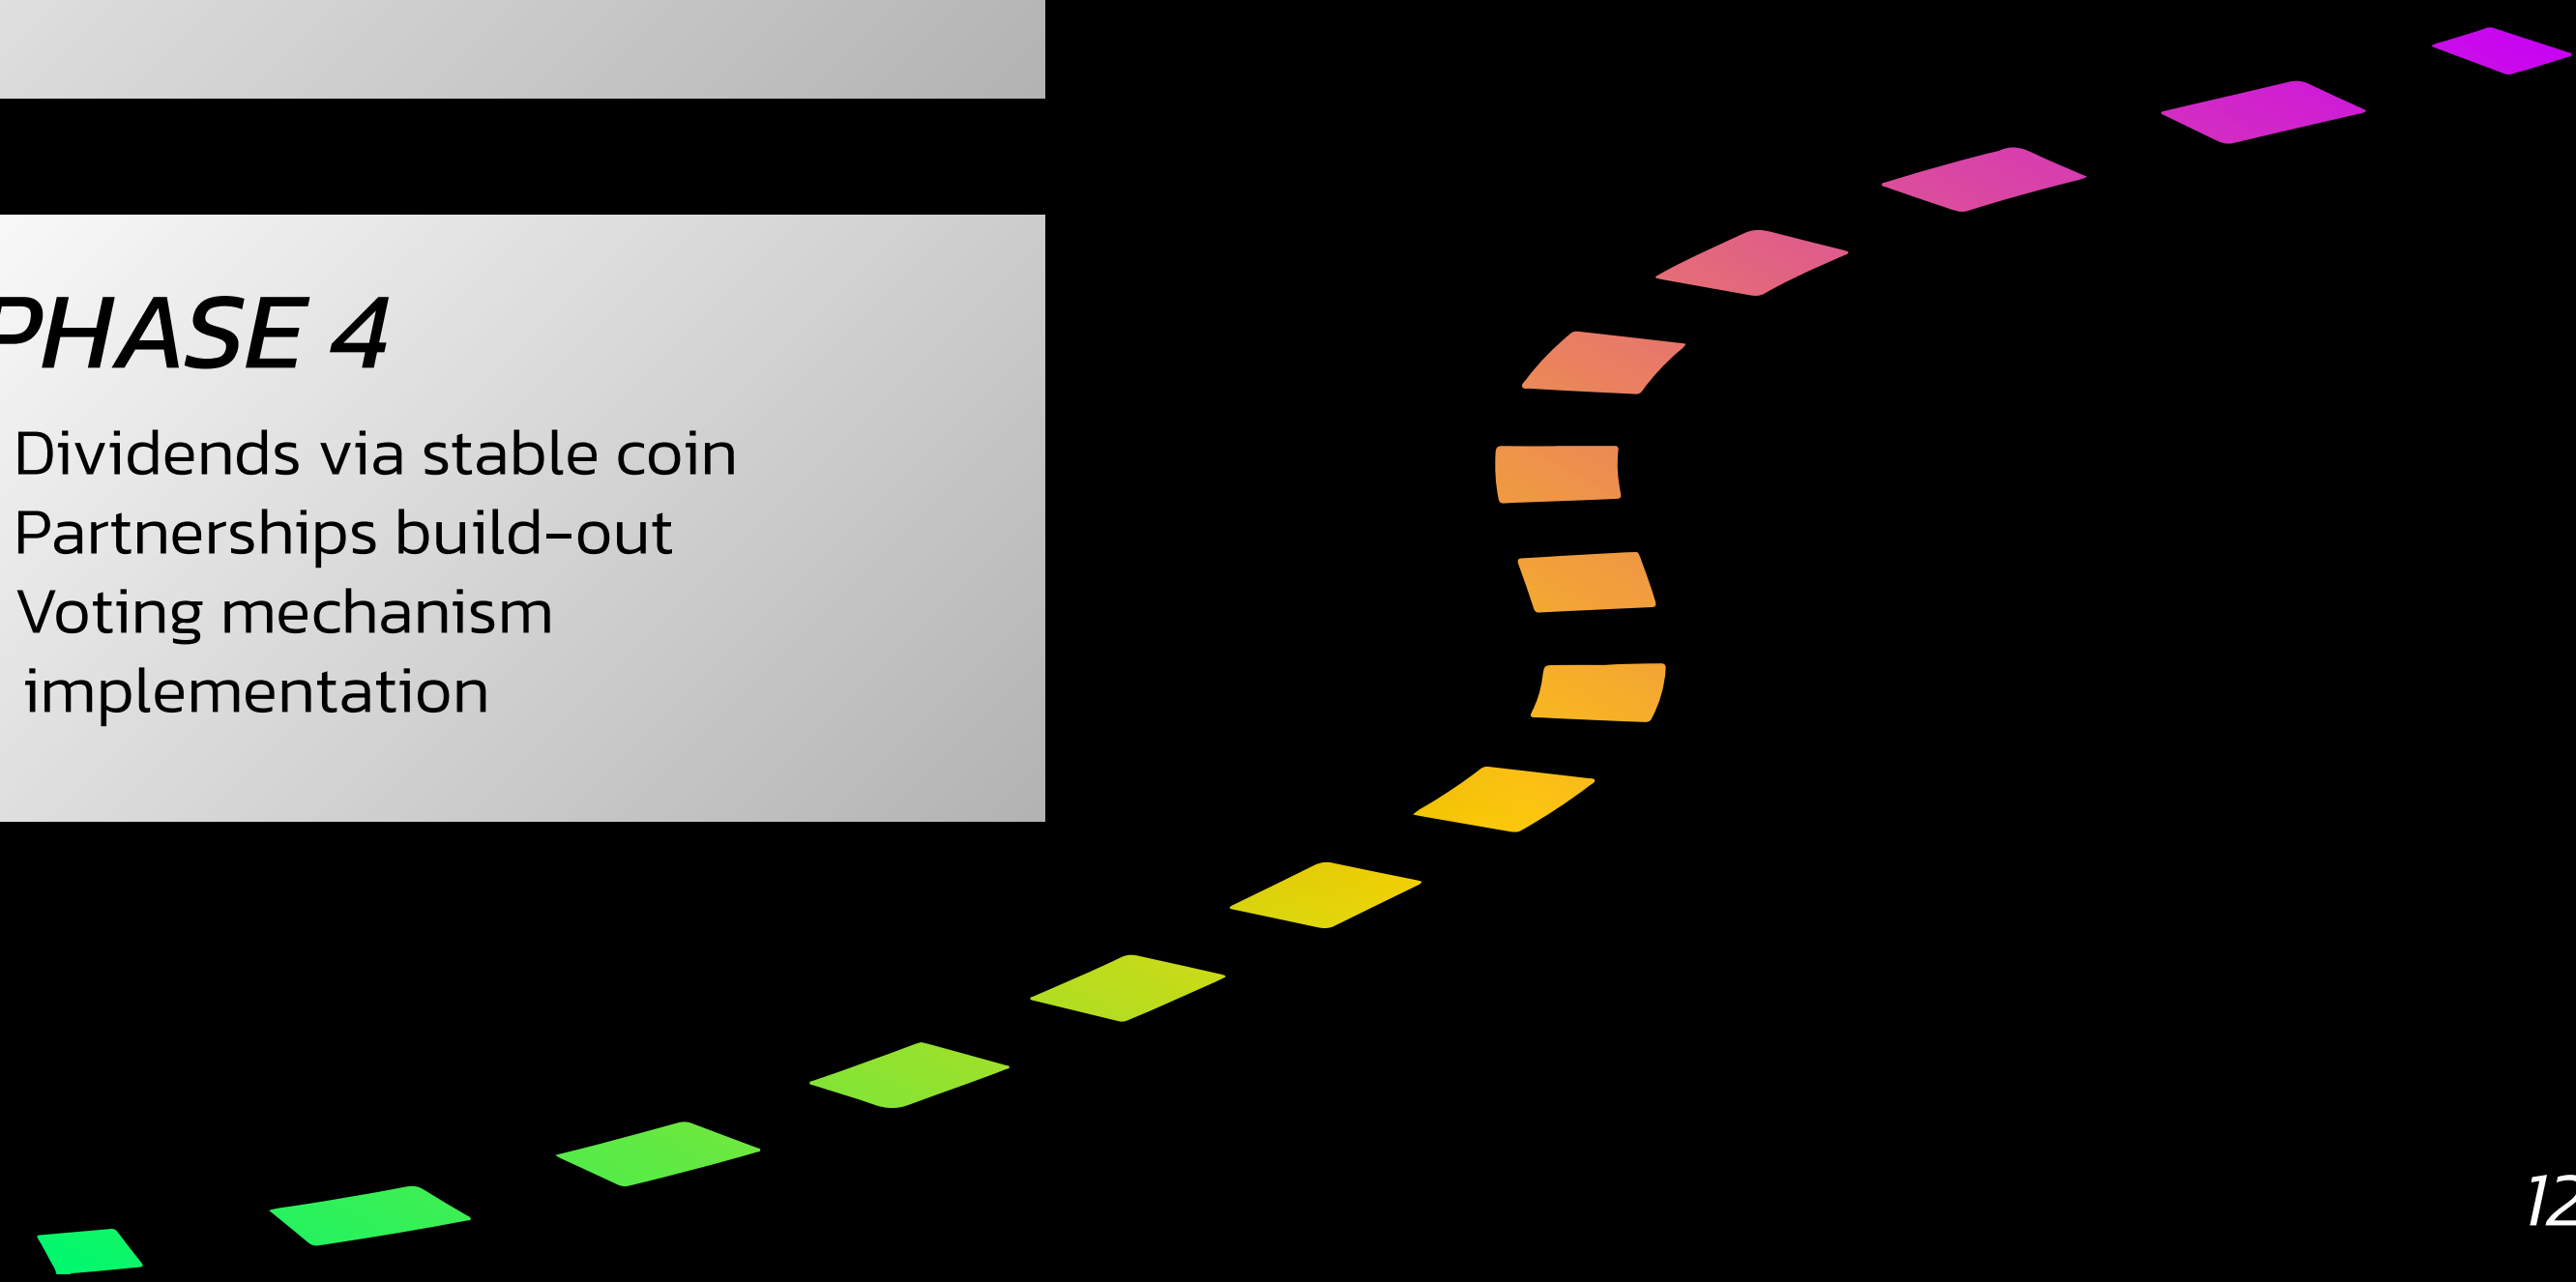 PHASE 4
Dividends via stable coin
Partnerships build-out
Voting mechanism
implementation
12